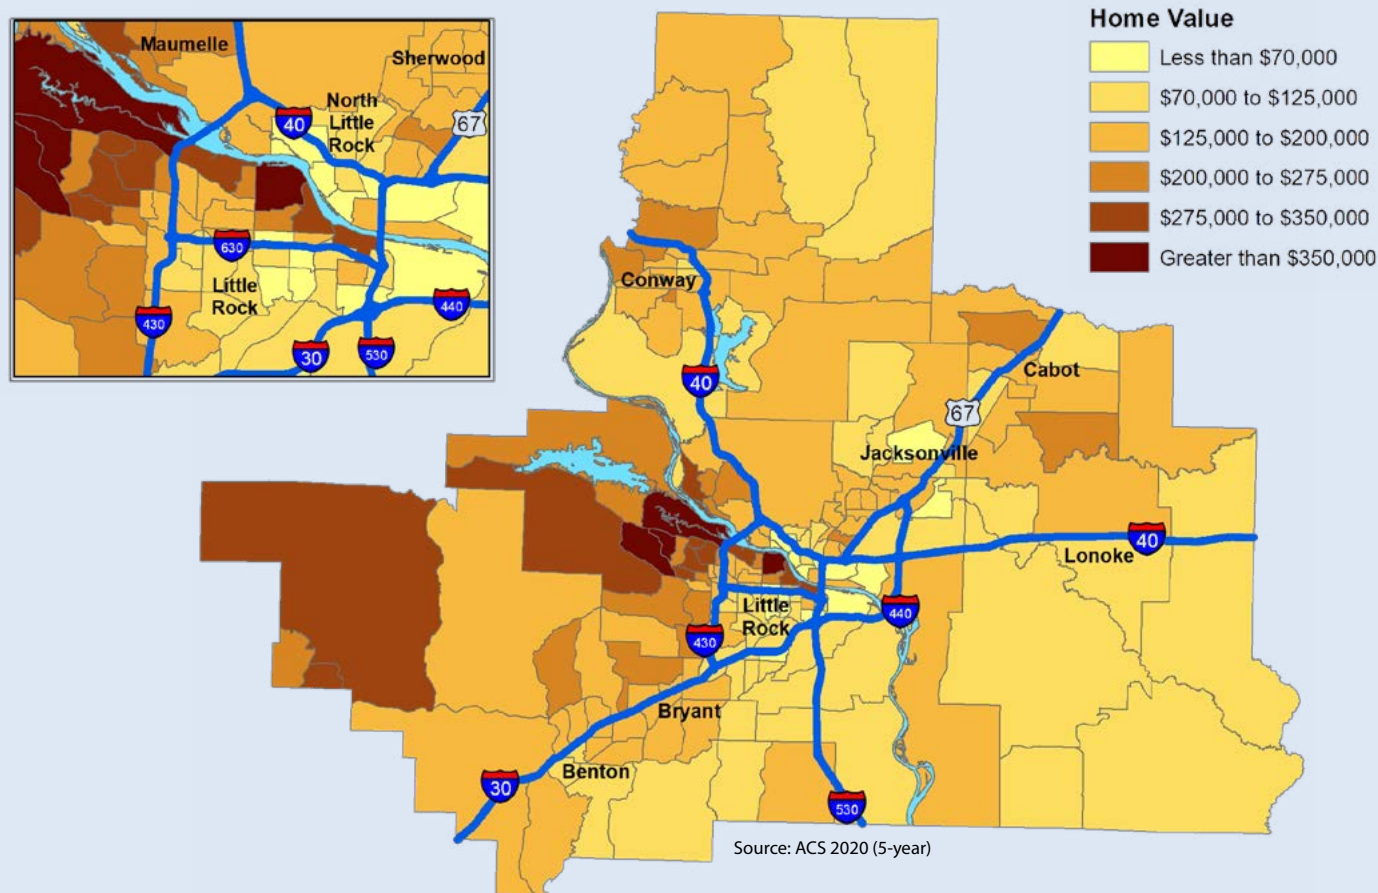 Maumelle
Sherwood
North
Little
Rock
40
67
630
Little
Rock
430
440
30
530
Home Value
Less than $70,000
$70,000 to $125,000
$125,000 to $200,000
$200,000 to $275,000
$275,000 to $350,000
Greater than $350,000
Conway
40
Cabot
67
Jacksonville
Lonoke
40
Little
Rock
440
430
Bryant
Benton
30
530
Source: ACS 2020 (5-year)